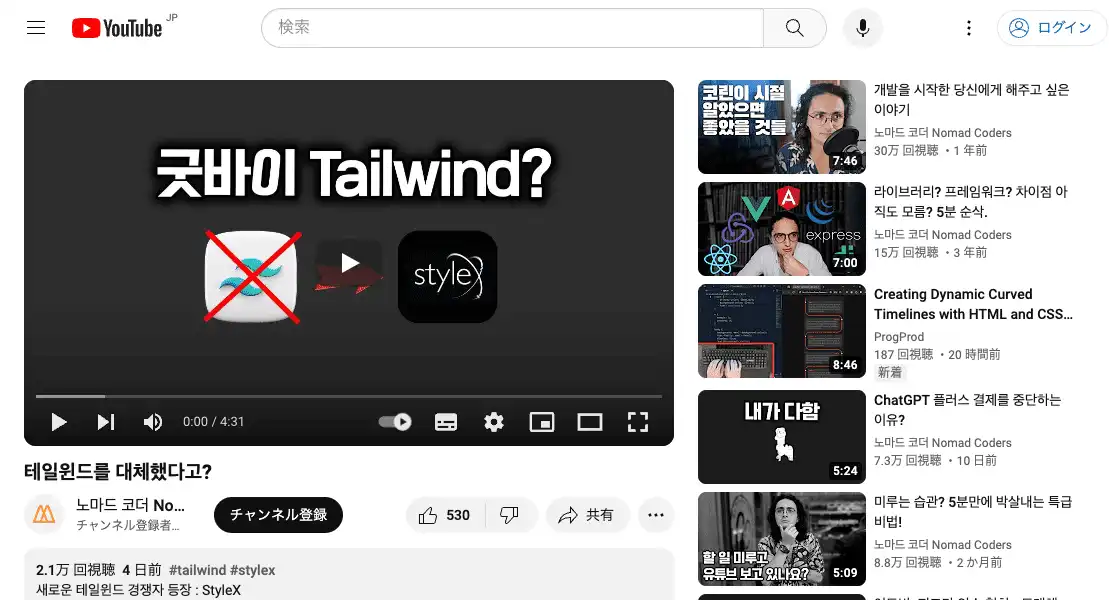 YouTube JP
検索
ログイン
굿바이 Tailwind?
styleX
0:00 / 4:31
테일윈드를 대체했다고?
노마드 코더 No...
チャンネル登録者...
チャンネル登録
530
共有
2.1万 回視聴 4 日前 #tailwind #stylex
새로운 테일윈드 경쟁자 등장 : StyleX
코린이 시절
알았으면
좋았을 것들
7:46
개발을 시작한 당신에게 해주고 싶은
이야기
노마드 코더 Nomad Coders
30万 回視聴 ・1 年前
express
7:00
라이브러리? 프레임워크? 차이점 아
직도 모름? 5분 순삭.
노마드 코더 Nomad Coders
15万 回視聴 ・3 年前
8:46
Creating Dynamic Curved
Timelines with HTML and CSS...
ProgProd
187 回視聴 ・20 時間前
新着
내가 다함
5:24
ChatGPT 플러스 결제를 중단하는
이유?
노마드 코더 Nomad Coders
7.3万 回視聴 ・10 日前
할 일 미루고
유튜브 보고 있나요?
5:09
미루는 습관? 5분만에 박살내는 특급
비법!
노마드 코더 Nomad Coders
8.8万 回視聴 ・2 か月前